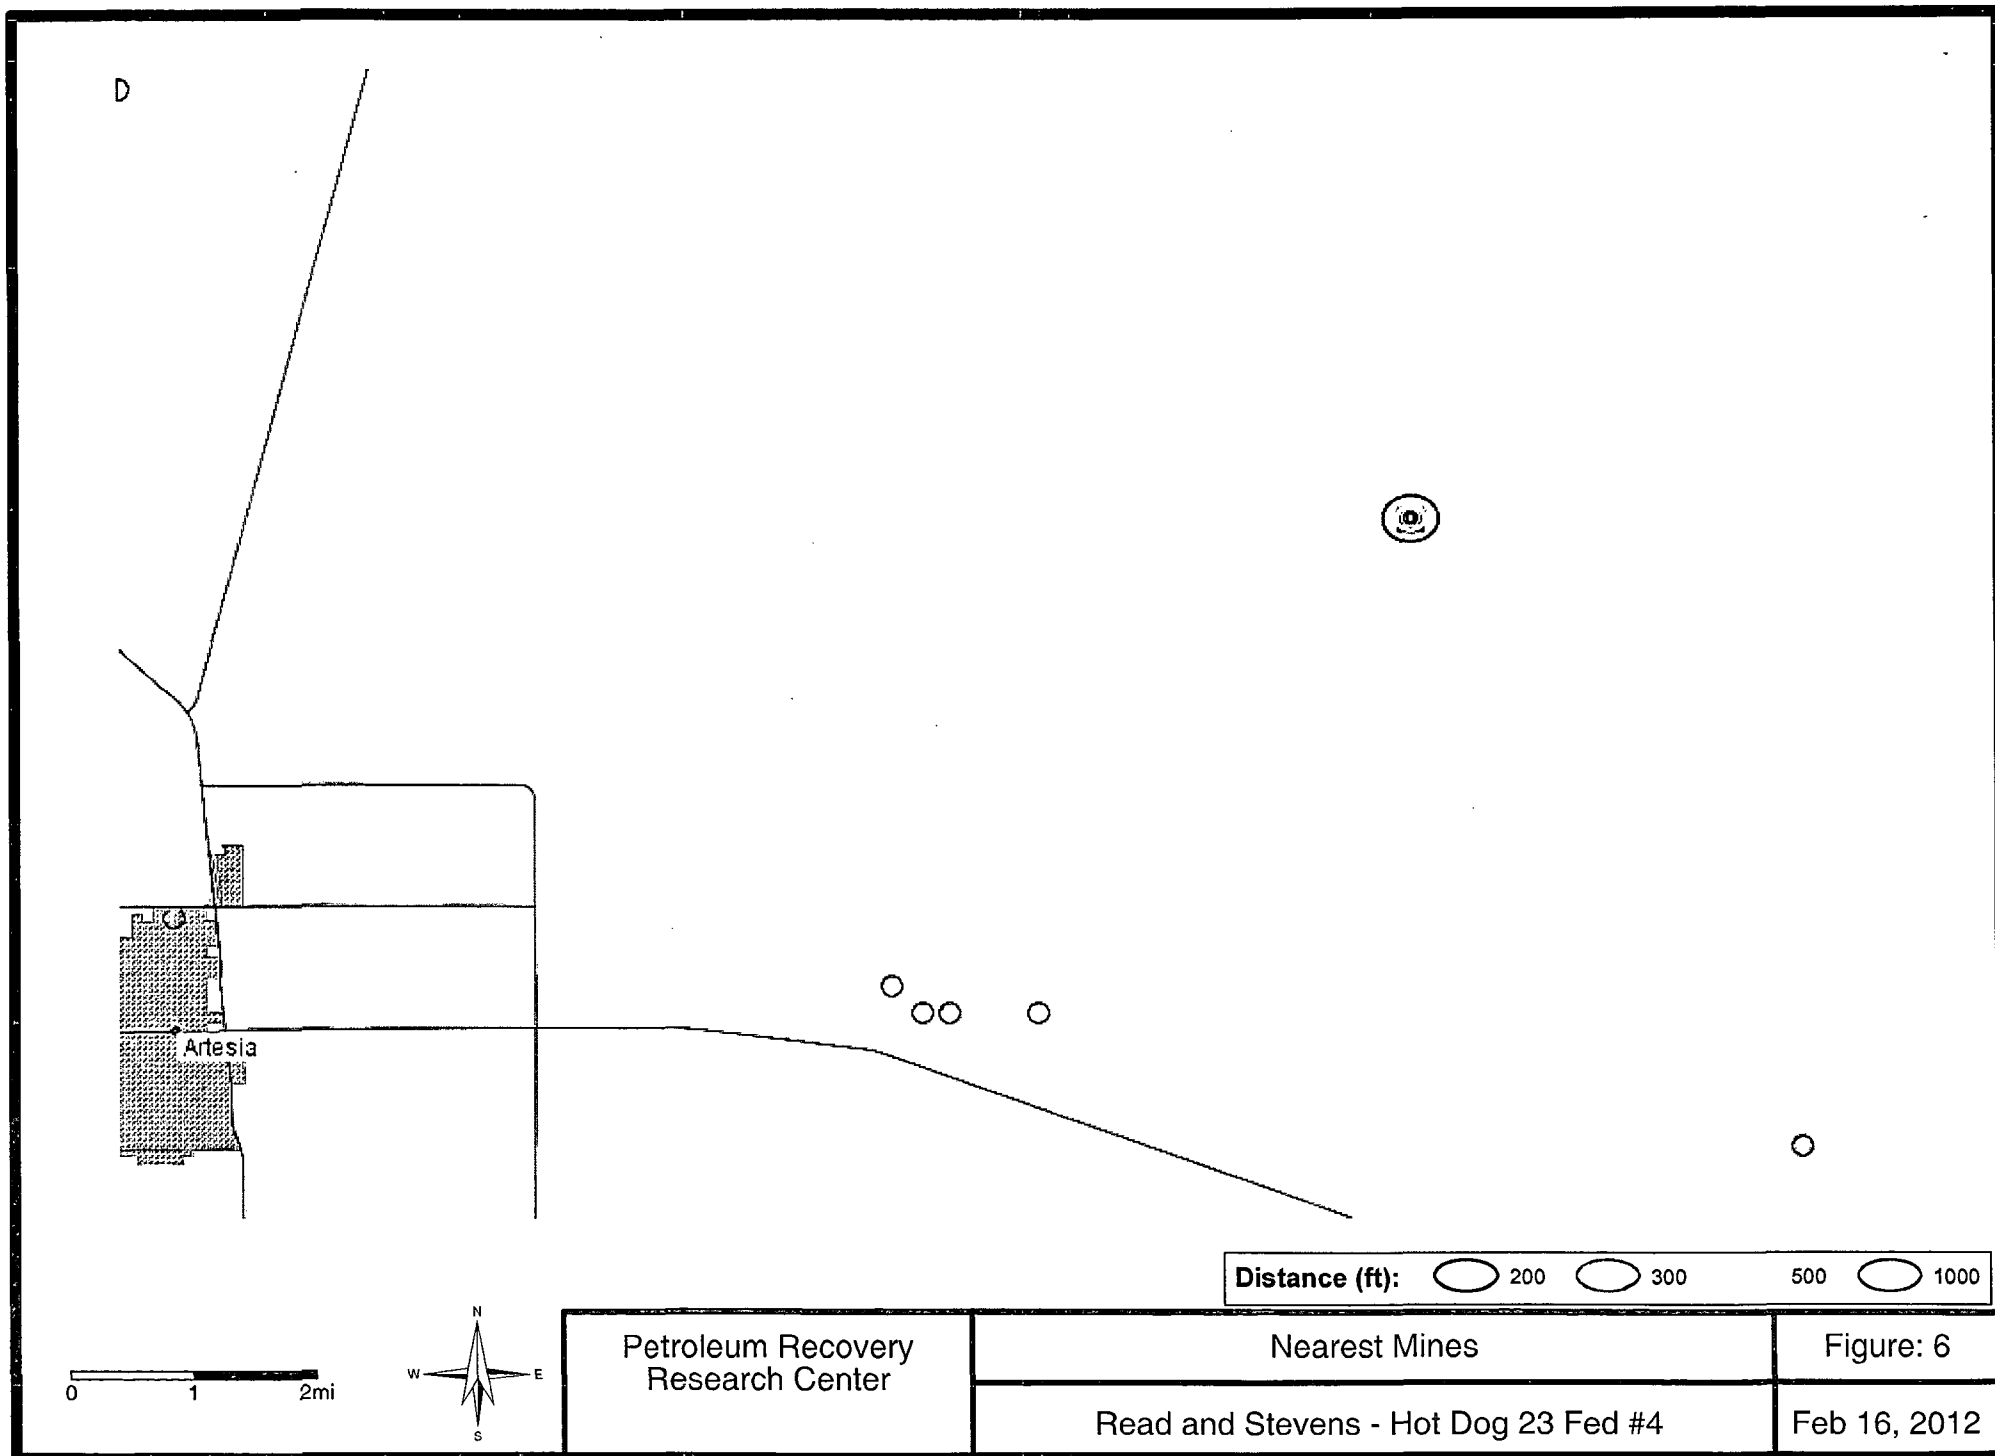 D
Artesia
Distance (ft): 200 300 500 1000
N
W E
S
0 1 2mi
Petroleum Recovery
Research Center
Nearest Mines
Figure: 6
Read and Stevens - Hot Dog 23 Fed #4
Feb 16, 2012